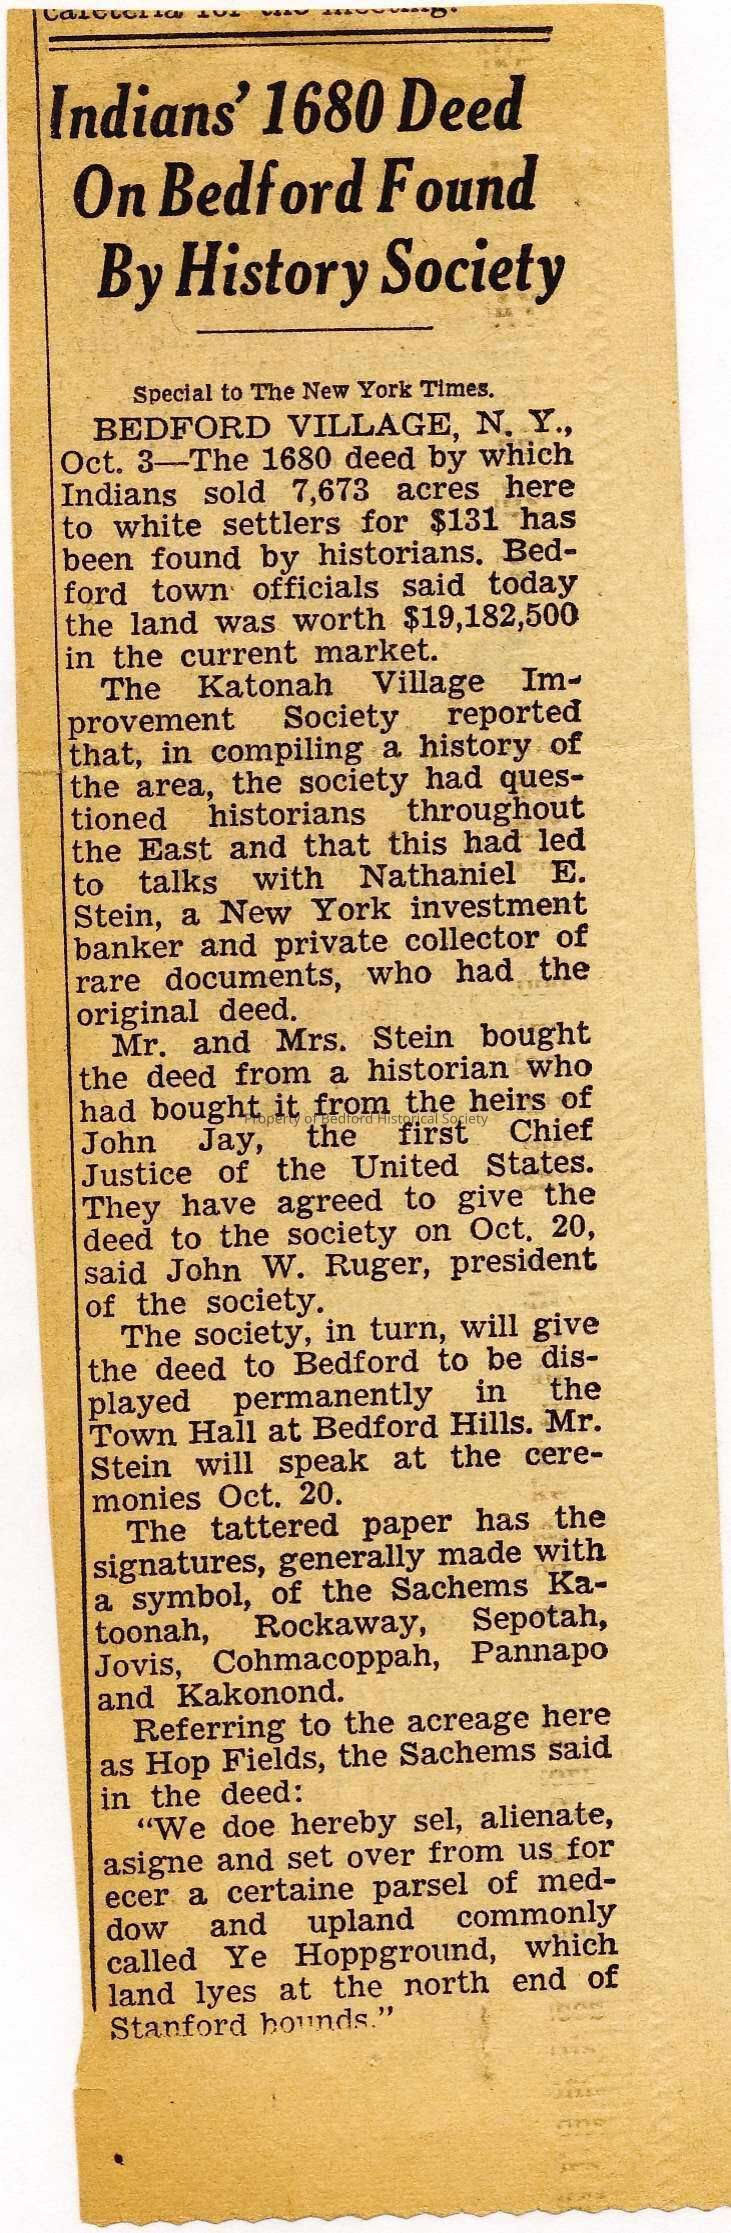 cafeteria for the meeting.
Indians' 1680 Deed
On Bedford Found
By History Society
Special to The New York Times.
BEDFORD VILLAGE, N. Y.,
Oct. 3—The 1680 deed by which
Indians sold 7,673 acres here
to white settlers for $131 has
been found by historians. Bed-
ford town officials said today
the land was worth $19,182,500
in the current market.
The Katonah Village Im-
provement Society reported
that, in compiling a history of
the area, the society had ques-
tioned historians throughout
the East and that this had led
to talks with Nathaniel E.
Stein, a New York investment
banker and private collector of
rare documents, who had the
original deed.
Mr. and Mrs. Stein bought
the deed from a historian who
had bought it from the heirs of
Property of Bedford Historical Society
John Jay, the first Chief
Justice of the United States.
They have agreed to give the
deed to the society on Oct. 20,
said John W. Ruger, president
of the society.
The society, in turn, will give
the deed to Bedford to be dis-
played permanently in the
Town Hall at Bedford Hills. Mr.
Stein will speak at the cere-
monies Oct. 20.
The tattered paper has the
signatures, generally made with
a symbol, of the Sachems Ka-
toonah, Rockaway, Sepotah,
Jovis, Cohmacoppah, Pannapo
and Kakonond.
Referring to the acreage here
as Hop Fields, the Sachems said
in the deed:
"We doe hereby sel, alienate,
asigne and set over from us for
ecer a certaine parsel of med-
dow and upland commonly
called Ye Hoppground, which
land lyes at the north end of
Stanford bounds."